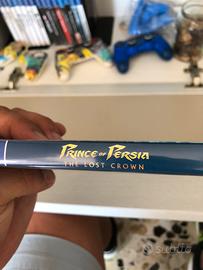 PRINCE OF PERSIA
THE LOST CROWN
subito